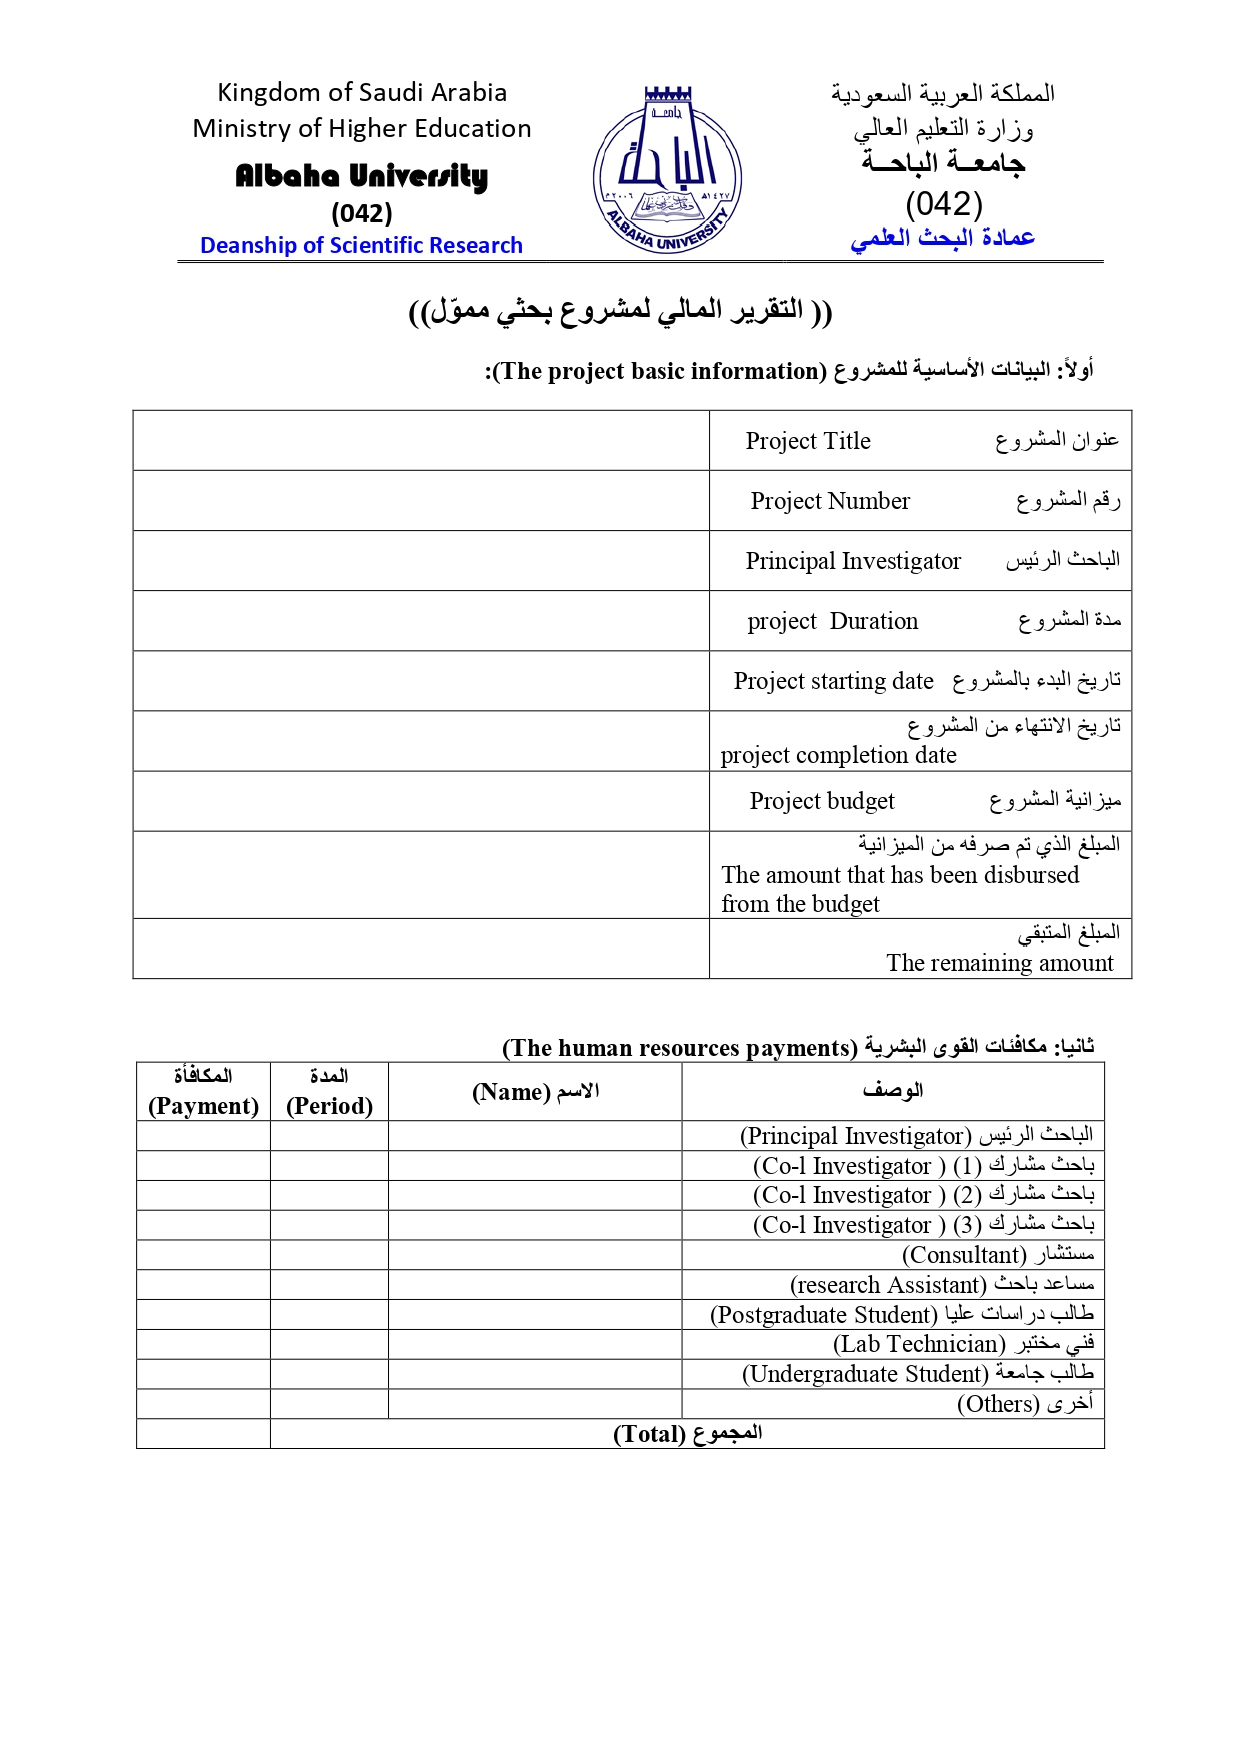 Kingdom of Saudi Arabia
Ministry of Higher Education
Albaha University
(042)
Deanship of Scientific Research
جامعة
الباحة
٢٠٠٦م ١٤٢٧هـ
ALBAHA UNIVERSITY
المملكة العربية السعودية
وزارة التعليم العالي
جامعــة الباحــة
(042)
عمادة البحث العلمي
(( التقرير المالي لمشروع بحثي مموّل))
أولاً: البيانات الأساسية للمشروع (The project basic information):
عنوان المشروع Project Title
رقم المشروع Project Number
الباحث الرئيس Principal Investigator
مدة المشروع project Duration
تاريخ البدء بالمشروع Project starting date
تاريخ الانتهاء من المشروع
project completion date
ميزانية المشروع Project budget
المبلغ الذي تم صرفه من الميزانية
The amount that has been disbursed
from the budget
المبلغ المتبقي
The remaining amount
ثانيا: مكافئات القوى البشرية (The human resources payments)
الوصف
الاسم (Name)
المدة
(Period)
المكافأة
(Payment)
الباحث الرئيس (Principal Investigator)
باحث مشارك (1) (Co-l Investigator )
باحث مشارك (2) (Co-l Investigator )
باحث مشارك (3) (Co-l Investigator )
مستشار (Consultant)
مساعد باحث (research Assistant)
طالب دراسات عليا (Postgraduate Student)
فني مختبر (Lab Technician)
طالب جامعة (Undergraduate Student)
أخرى (Others)
المجموع (Total)